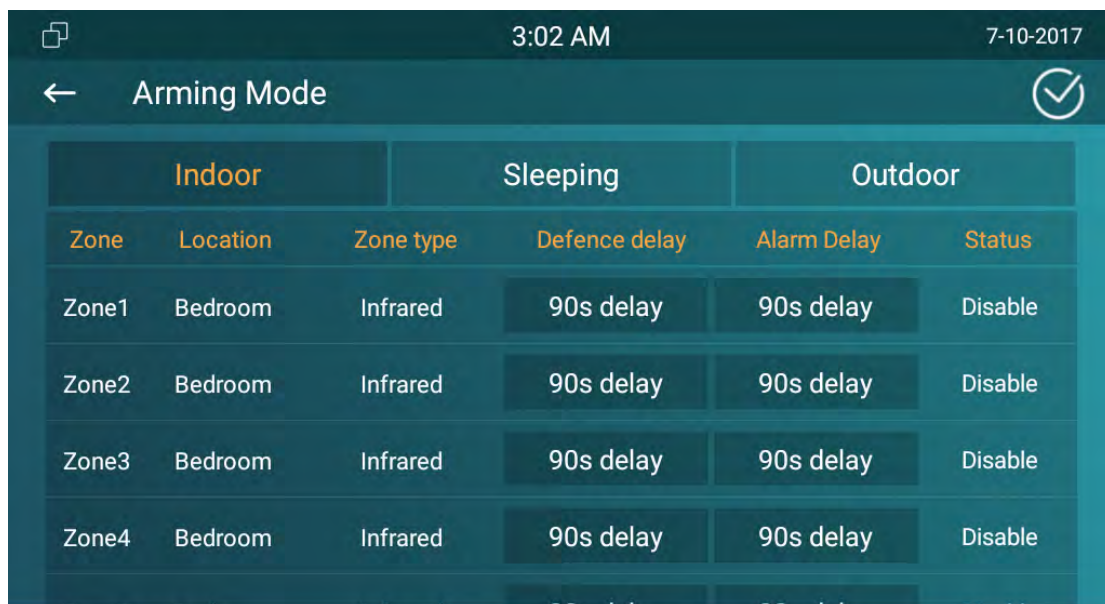 3:02 AM 7-10-2017
Arming Mode
Indoor Sleeping Outdoor
Zone Location Zone type Defence delay Alarm Delay Status
Zone1 Bedroom Infrared 90s delay 90s delay Disable
Zone2 Bedroom Infrared 90s delay 90s delay Disable
Zone3 Bedroom Infrared 90s delay 90s delay Disable
Zone4 Bedroom Infrared 90s delay 90s delay Disable